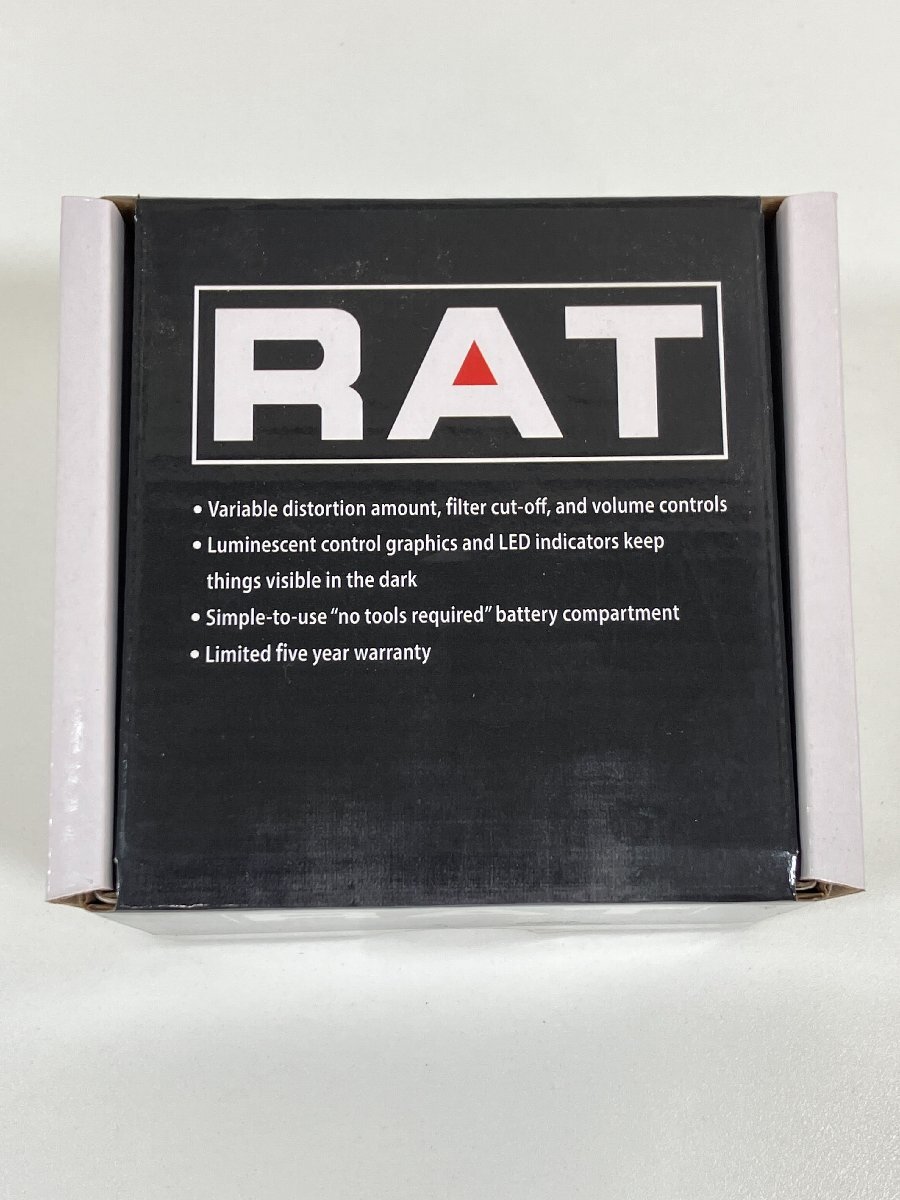 RAT
• Variable distortion amount, filter cut-off, and volume controls
• Luminescent control graphics and LED indicators keep
things visible in the dark
• Simple-to-use “no tools required” battery compartment
• Limited five year warranty